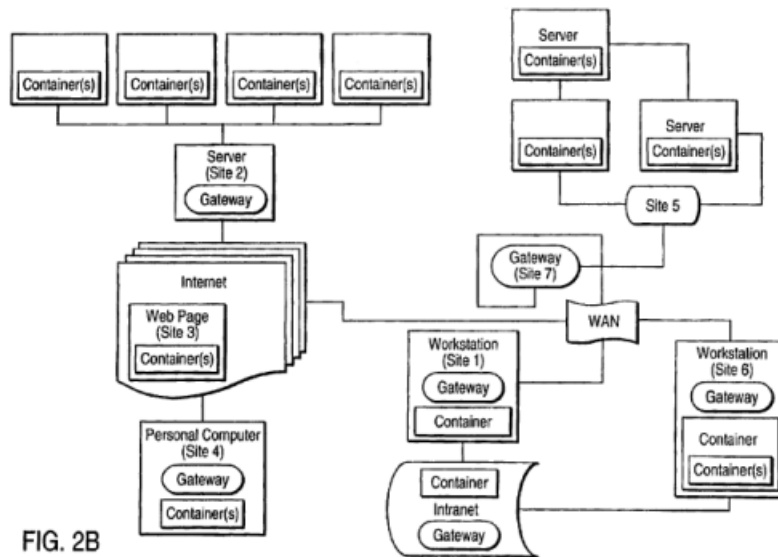 Container(s)
Container(s)
Container(s)
Container(s)
Server
(Site 2)
Gateway
Internet
Web Page
(Site 3)
Container(s)
Personal Computer
(Site 4)
Gateway
Container(s)
Server
Container(s)
Container(s)
Server
Container(s)
Site 5
Gateway
(Site 7)
WAN
Workstation
(Site 1)
Gateway
Container
Workstation
(Site 6)
Gateway
Container
Container(s)
Container
Intranet
Gateway
FIG. 2B